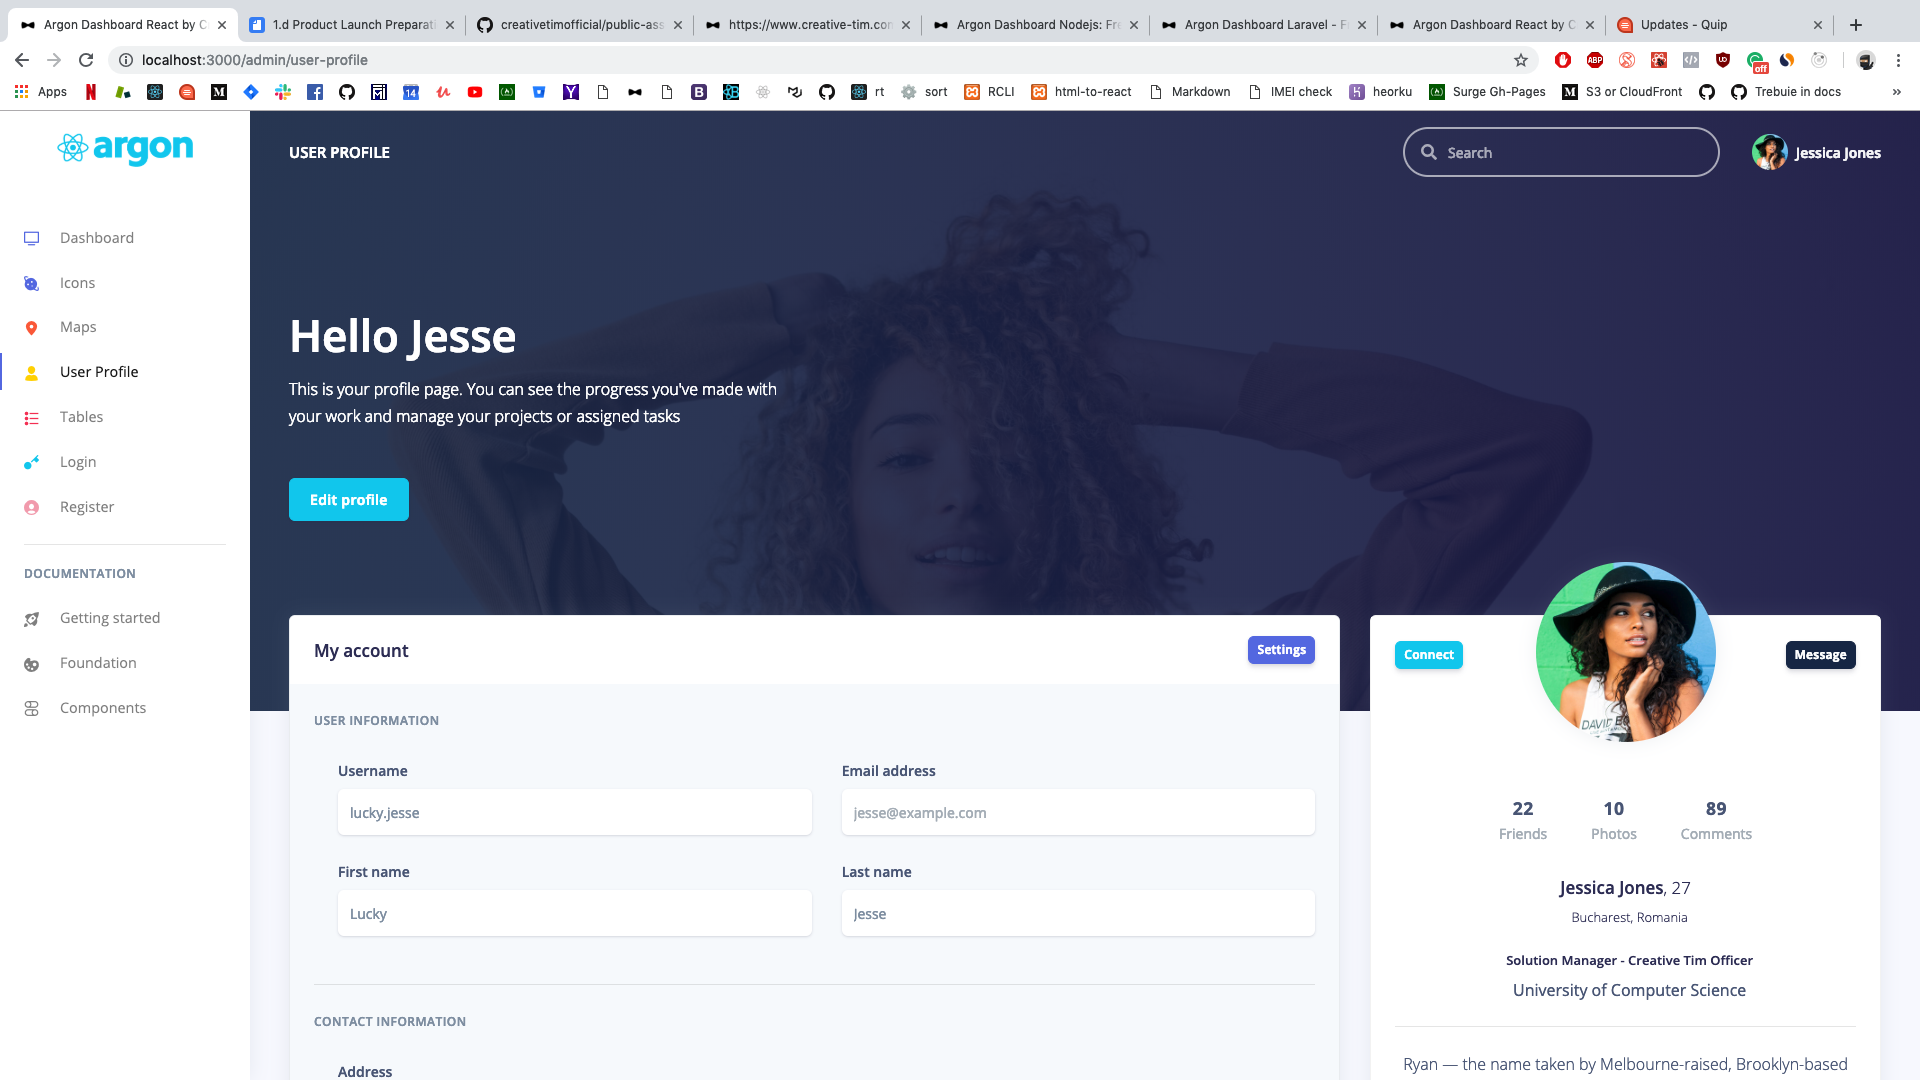 Argon Dashboard React by C
1.d Product Launch Preparati
creativetimofficial/public-ass
https://www.creative-tim.con
Argon Dashboard Nodejs: Fre
Argon Dashboard Laravel - F
Argon Dashboard React by C
Updates - Quip
localhost:3000/admin/user-profile
ABP
off
Apps
14
rt
sort
RCLI
html-to-react
Markdown
IMEI check
heorku
Surge Gh-Pages
S3 or CloudFront
Trebuie in docs
»
argon
USER PROFILE
Search
Jessica Jones
Dashboard
Icons
Maps
User Profile
Tables
Login
Register
DOCUMENTATION
Getting started
Foundation
Components
Hello Jesse
This is your profile page. You can see the progress you've made with
your work and manage your projects or assigned tasks
Edit profile
My account
Settings
USER INFORMATION
Username
Email address
lucky.jesse
jesse@example.com
First name
Last name
Lucky
Jesse
CONTACT INFORMATION
Address
Connect
Message
22
10
89
Friends
Photos
Comments
Jessica Jones, 27
Bucharest, Romania
Solution Manager - Creative Tim Officer
University of Computer Science
Ryan — the name taken by Melbourne-raised, Brooklyn-based